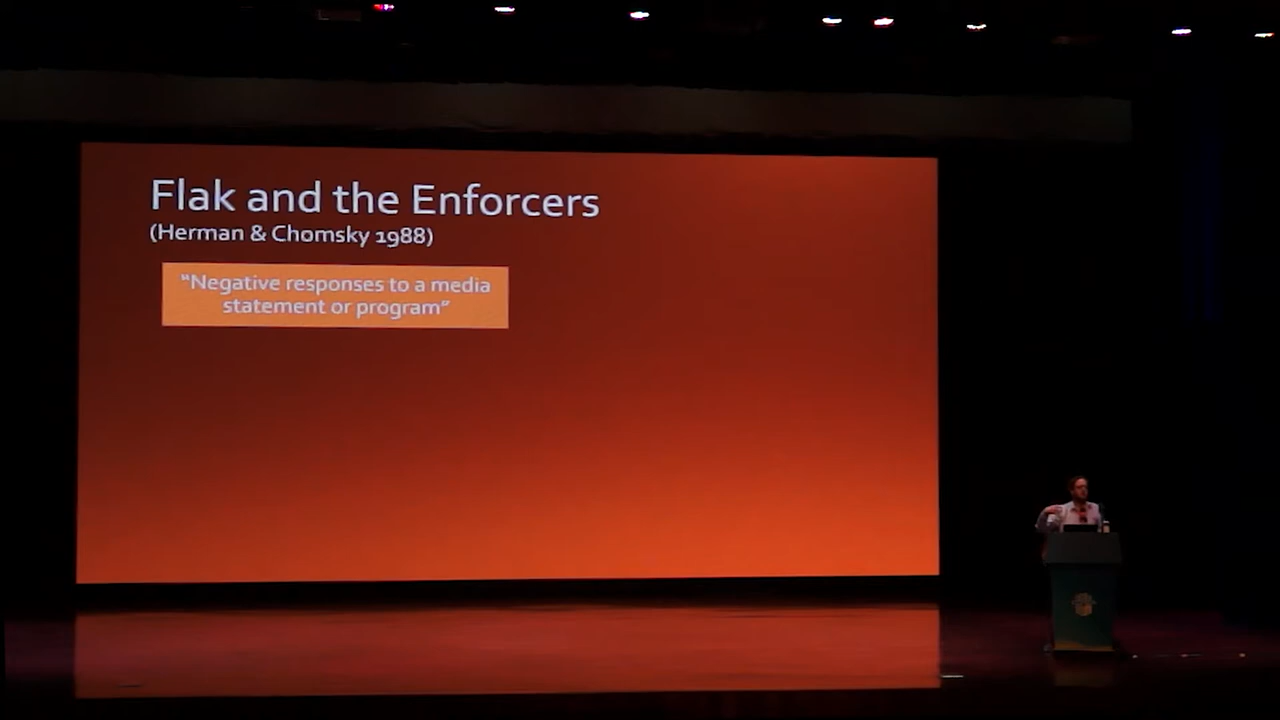 Flak and the Enforcers
(Herman & Chomsky 1988)
“Negative responses to a media
statement or program”